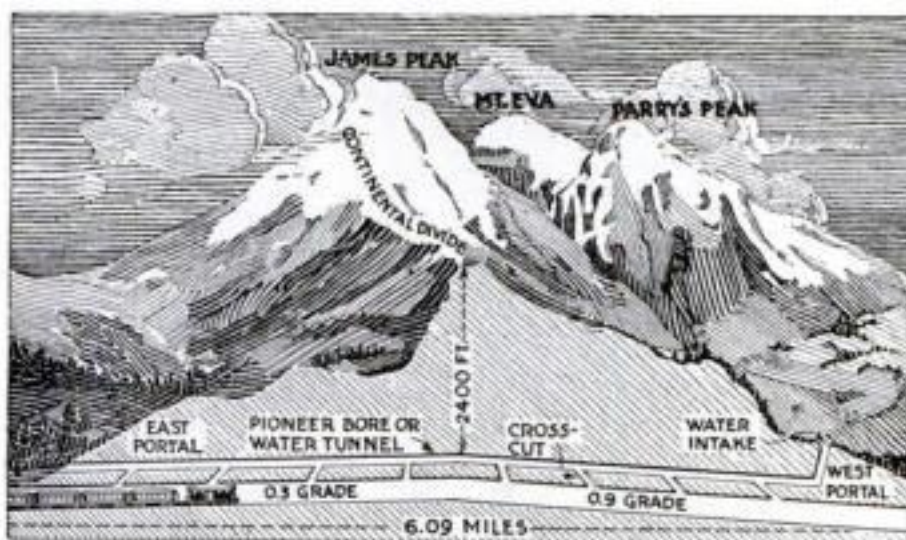 JAMES PEAK
MT. EVA
PARRYS PEAK
CONTINENTAL DIVIDE
2400 FT.
EAST
PORTAL
PIONEER BORE OR
WATER TUNNEL
CROSS-
CUT
WATER
INTAKE
WEST
PORTAL
0.3 GRADE
0.9 GRADE
6.09 MILES